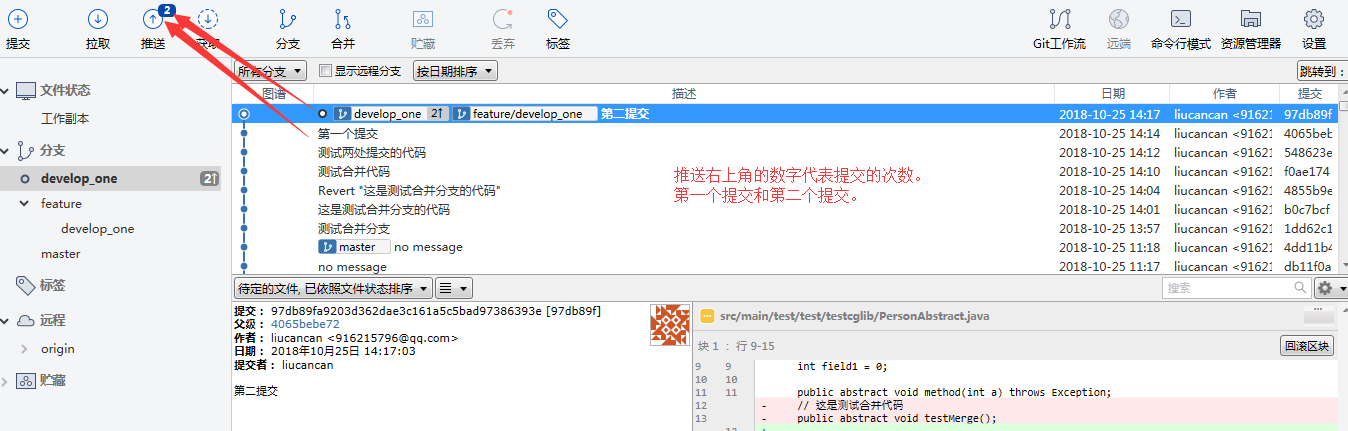 2
提交 拉取 推送 获取 分支 合并 贮藏 丢弃 标签 Git工作流 远端 命令行模式 资源管理器 设置
所有分支 显示远程分支 按日期排序 跳转到：
文件状态
工作副本
分支
develop_one 2↑
feature
develop_one
master
标签
远程
origin
贮藏
图谱 描述 日期 作者 提交
develop_one 2↑ feature/develop_one 第二提交 2018-10-25 14:17 liucancan <91621 97db89f
第一个提交 2018-10-25 14:14 liucancan <91621 4065beb
测试两处提交的代码 2018-10-25 14:12 liucancan <91621 548623e
测试合并代码 2018-10-25 14:10 liucancan <91621 f0ae174
Revert "这是测试合并分支的代码" 2018-10-25 14:04 liucancan <91621 4855b9e
这是测试合并分支的代码 2018-10-25 14:01 liucancan <91621 b0c7bcf
测试合并分支 2018-10-25 13:57 liucancan <91621 1dd62c1
master no message 2018-10-25 11:18 liucancan <91621 4dd11b4
no message 2018-10-25 11:17 liucancan <91621 db11f0a
推送右上角的数字代表提交的次数。
第一个提交和第二个提交。
待定的文件, 已依照文件状态排序 搜索
提交： 97db89fa9203d362dae3c161a5c5bad97386393e [97db89f]
父级： 4065bebe72
作者： liucancan <916215796@qq.com>
日期： 2018年10月25日 14:17:03
提交者： liucancan
第二提交
src/main/test/test/testcglib/PersonAbstract.java
块 1 ： 行 9-15 回滚区块
9 9 int field1 = 0;
10 10
11 11 public abstract void method(int a) throws Exception;
12 - // 这是测试合并代码
13 - public abstract void testMerge();